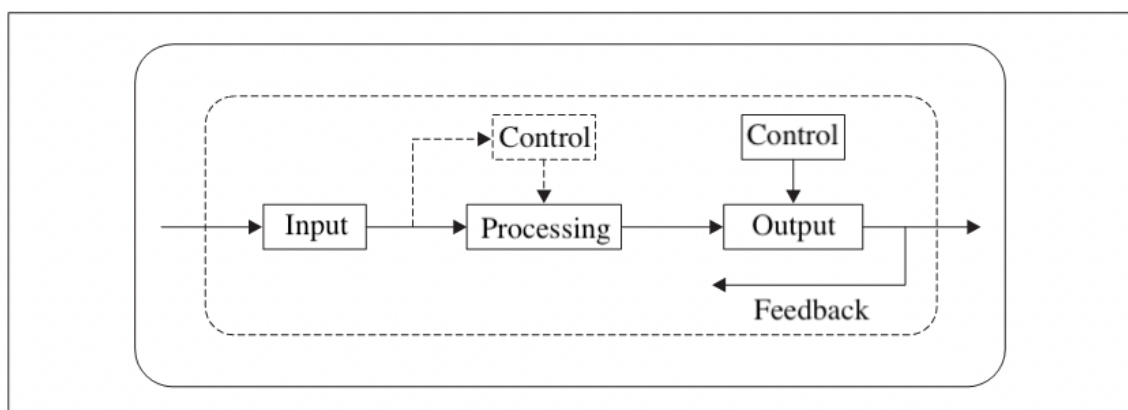 Control
Control
Input
Processing
Output
Feedback